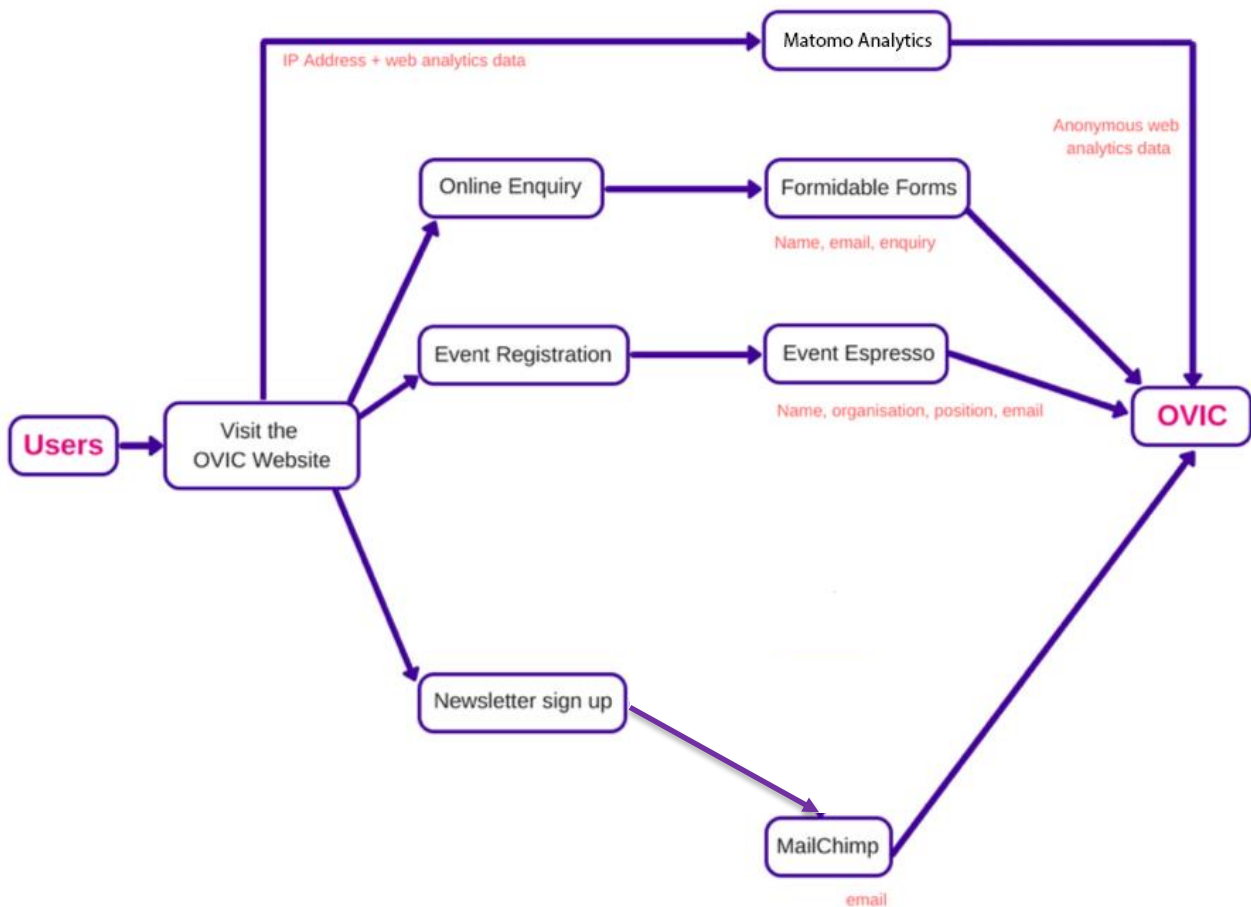 Matomo Analytics
IP Address + web analytics data
Anonymous web
analytics data
Online Enquiry
Formidable Forms
Name, email, enquiry
Event Registration
Event Espresso
Name, organisation, position, email
OVIC
Users
Visit the
OVIC Website
Newsletter sign up
MailChimp
email